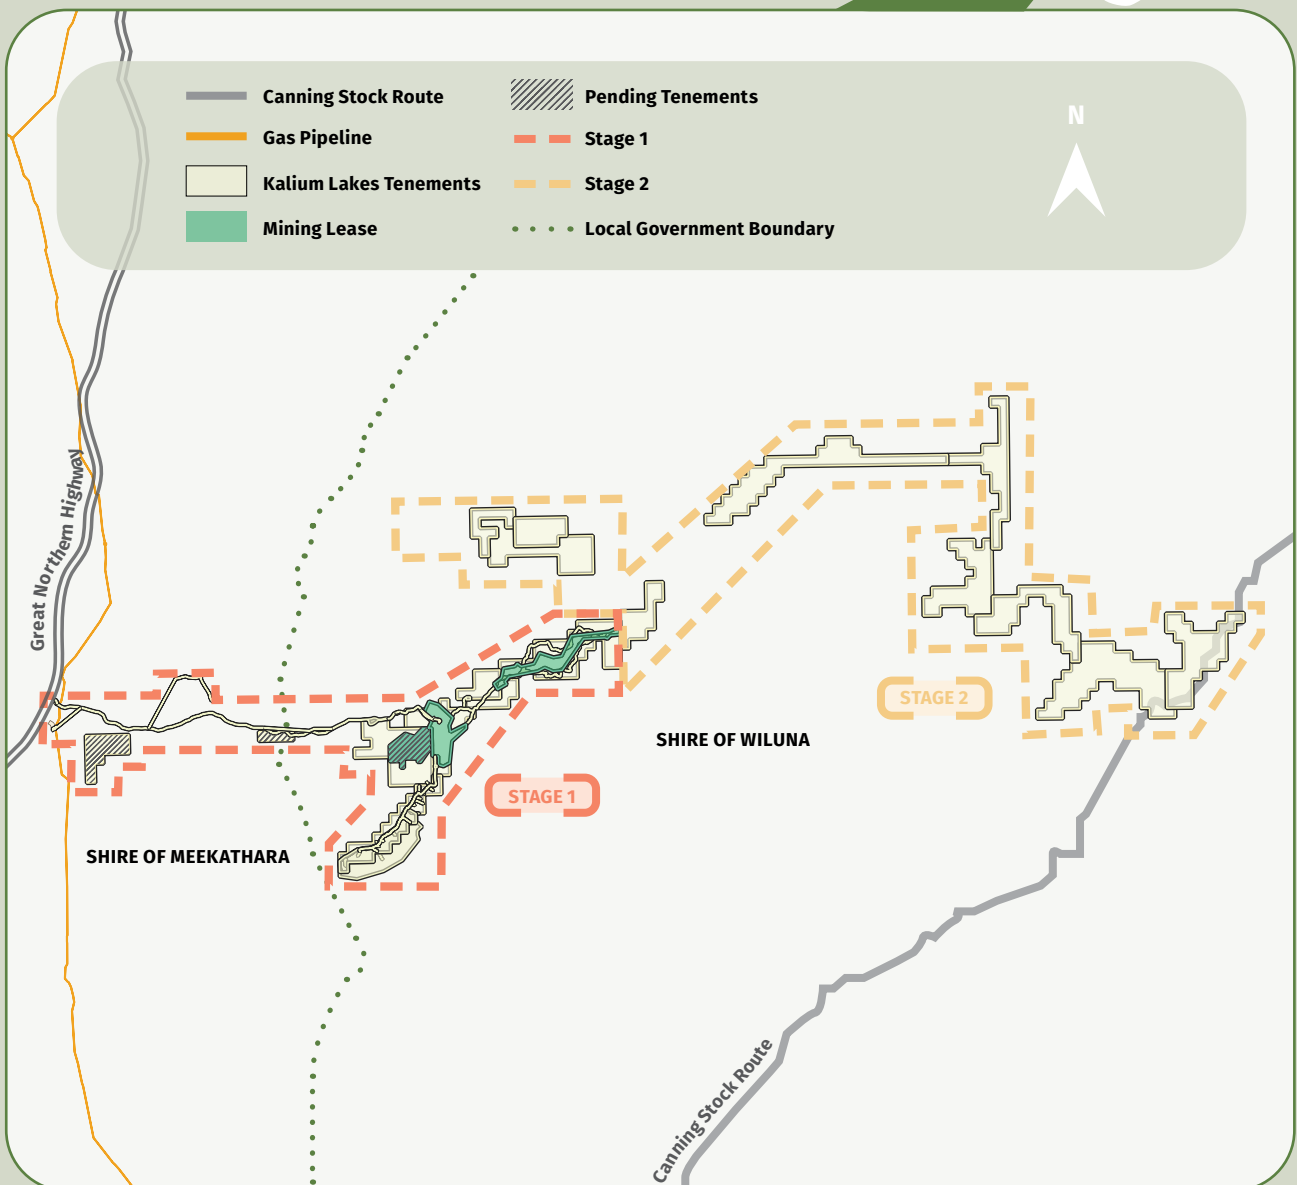 Canning Stock Route
Pending Tenements
N
Gas Pipeline
Stage 1
Kalium Lakes Tenements
Stage 2
Mining Lease
Local Government Boundary
Great Northern Highway
STAGE 2
SHIRE OF WILUNA
STAGE 1
SHIRE OF MEEKATHARA
Canning Stock Route